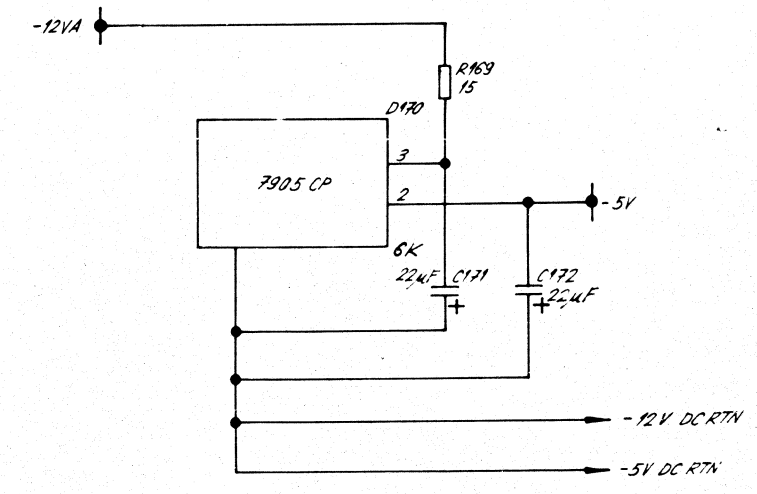 -12VA
R169
15
D170
3
7905 CP
2
-5V
6K
22µF C171
+
C172
22µF
+
-12V DC RTN
-5V DC RTN